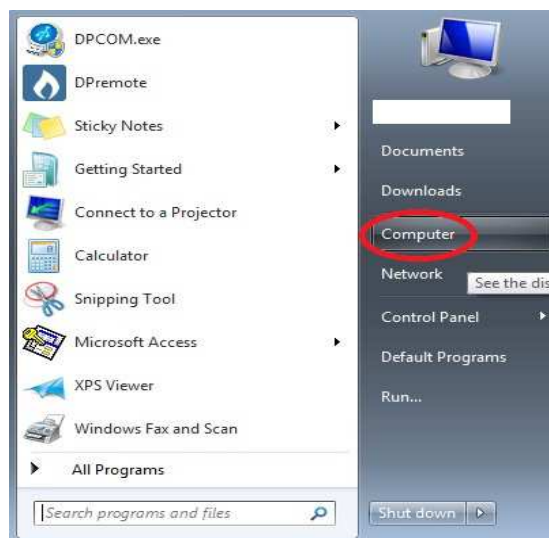 DPCOM.exe
DPremote
Sticky Notes
Getting Started
Connect to a Projector
Calculator
Snipping Tool
Microsoft Access
XPS Viewer
Windows Fax and Scan
All Programs
Search programs and files
Documents
Downloads
Computer
Network
See the dis
Control Panel
Default Programs
Run...
Shut down